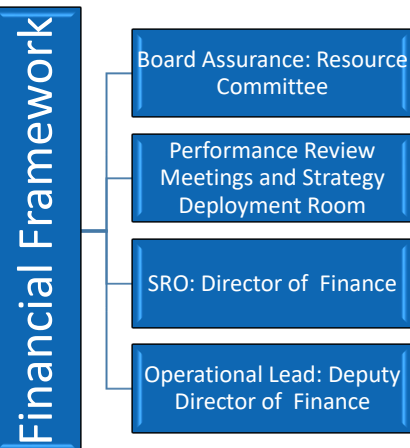 Financial Framework
Board Assurance: Resource
Committee
Performance Review
Meetings and Strategy
Deployment Room
SRO: Director of  Finance
Operational Lead: Deputy
Director of Finance